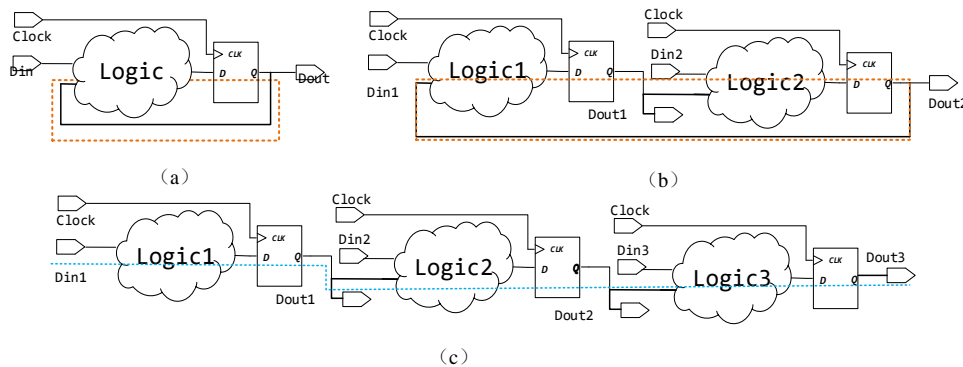 Clock
Din
Logic
CLK
D
Q
Dout
(a)
Clock
Din1
Logic1
CLK
D
Q
Dout1
Clock
Din2
Logic2
CLK
D
Q
Dout2
(b)
Clock
Din1
Logic1
CLK
D
Q
Dout1
Clock
Din2
Logic2
CLK
D
Q
Dout2
Clock
Din3
Logic3
CLK
D
Q
Dout3
(c)